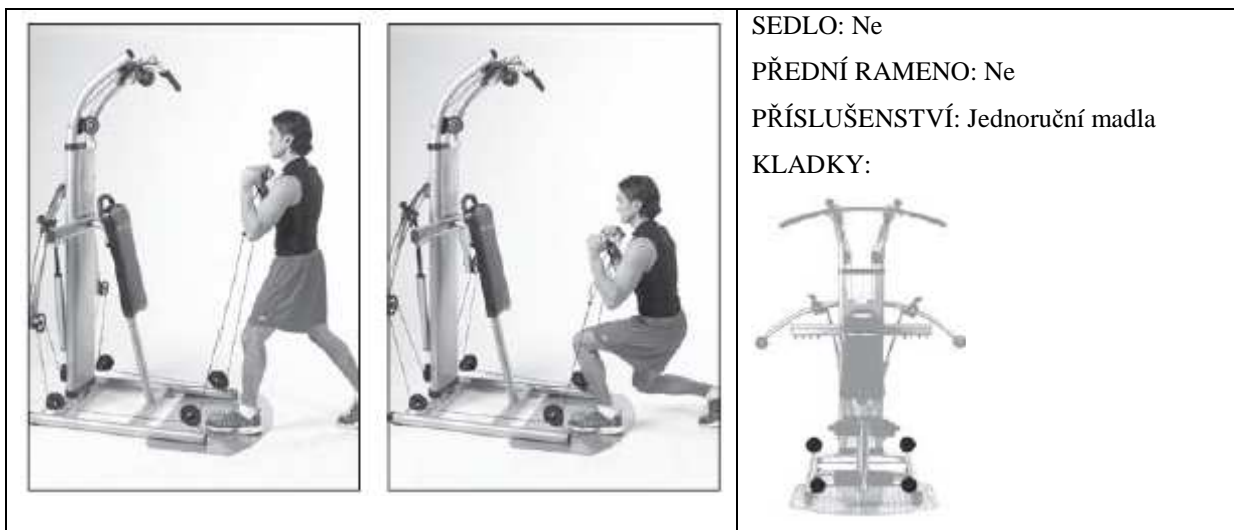 SEDLO: Ne
PŘEDNÍ RAMENO: Ne
PŘÍSLUŠENSTVÍ: Jednoruční madla
KLADKY: